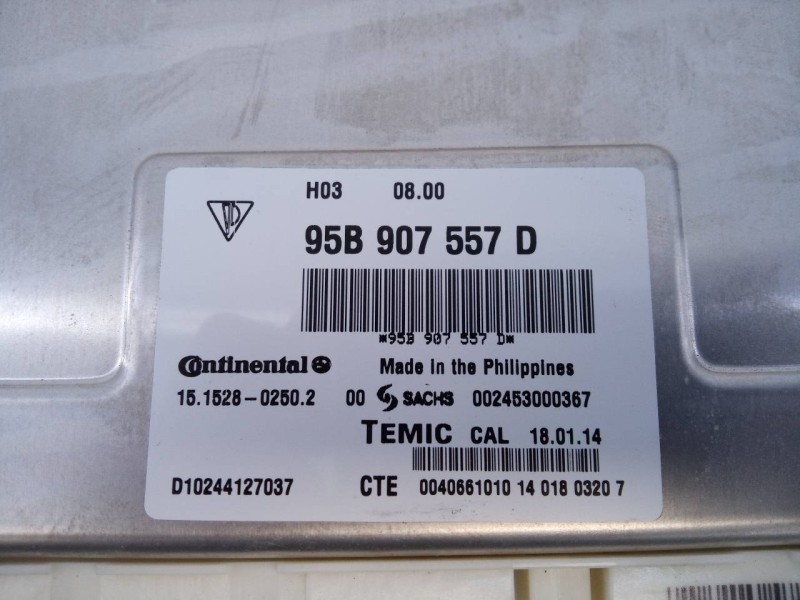 H03 08.00
95B 907 557 D
*95B 907 557 D*
Continental Made in the Philippines
15.1528-0250.2 00 SACHS 002453000367
TEMIC CAL 18.01.14
D10244127037 CTE 0040661010 14 018 0320 7